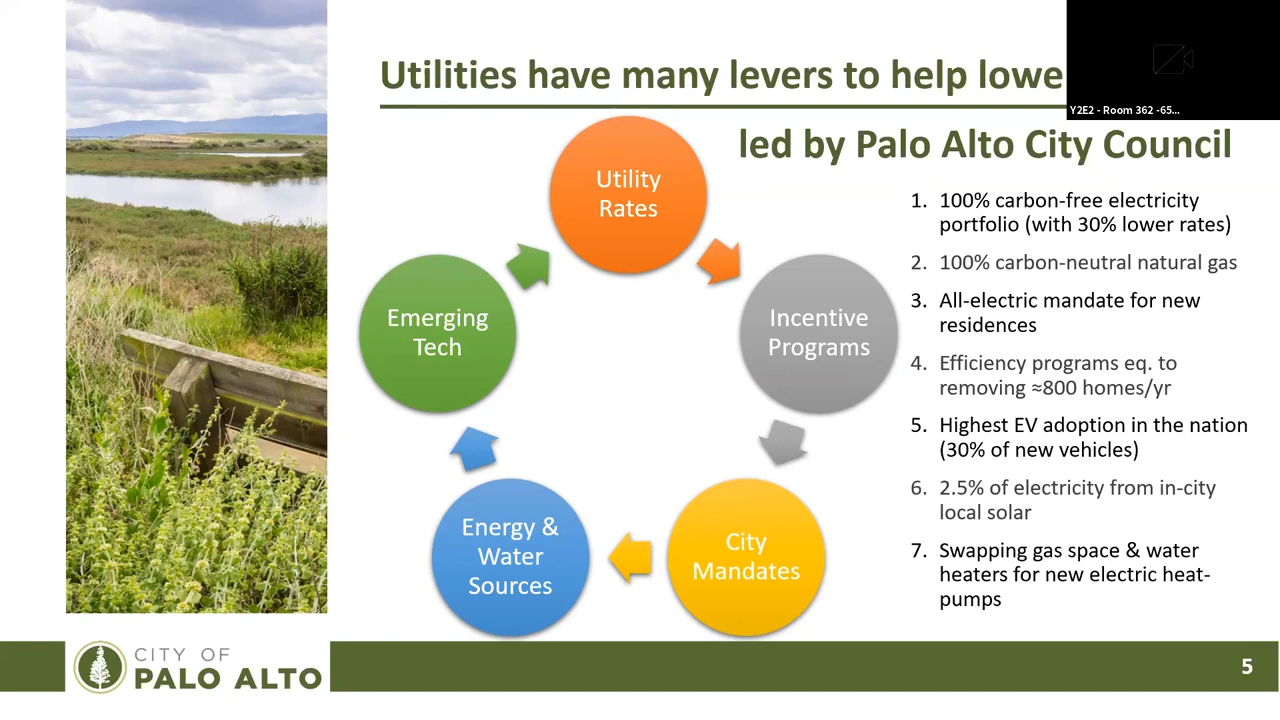 Utilities have many levers to help lowe
Y2E2 - Room 362 -65...
led by Palo Alto City Council
Utility
Rates
Emerging
Tech
Incentive
Programs
Energy &
Water
Sources
City
Mandates
1. 100% carbon-free electricity
portfolio (with 30% lower rates)
2. 100% carbon-neutral natural gas
3. All-electric mandate for new
residences
4. Efficiency programs eq. to
removing ≈800 homes/yr
5. Highest EV adoption in the nation
(30% of new vehicles)
6. 2.5% of electricity from in-city
local solar
7. Swapping gas space & water
heaters for new electric heat-
pumps
CITY OF
PALO ALTO
5